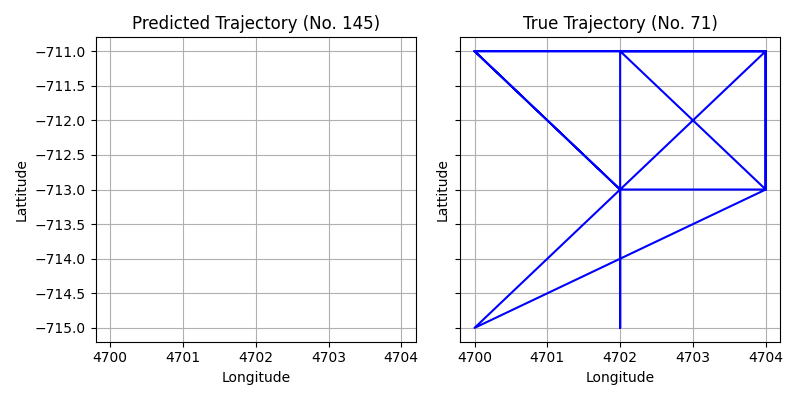 Predicted Trajectory (No. 145)
True Trajectory (No. 71)
−711.0
−711.5
−712.0
−712.5
−713.0
−713.5
−714.0
−714.5
−715.0
Lattitude
Lattitude
4700 4701 4702 4703 4704
4700 4701 4702 4703 4704
Longitude
Longitude